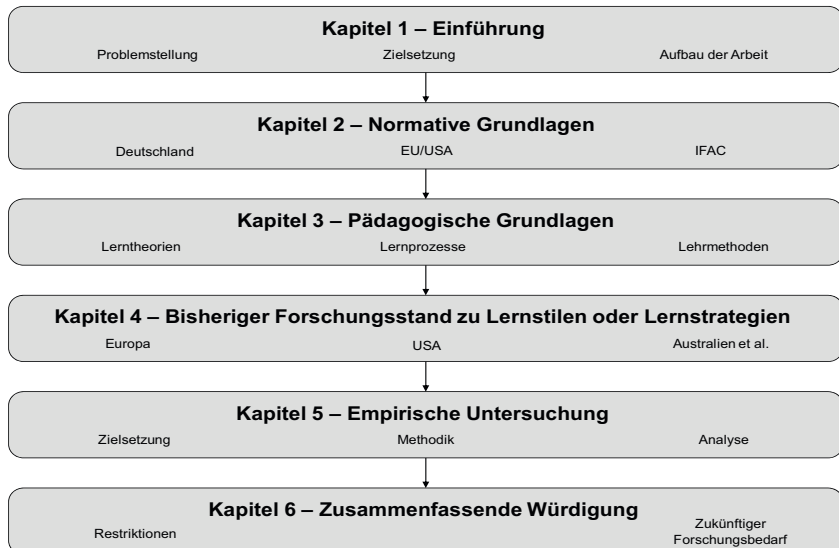 Kapitel 1 – Einführung
Problemstellung Zielsetzung Aufbau der Arbeit
Kapitel 2 – Normative Grundlagen
Deutschland EU/USA IFAC
Kapitel 3 – Pädagogische Grundlagen
Lerntheorien Lernprozesse Lehrmethoden
Kapitel 4 – Bisheriger Forschungsstand zu Lernstilen oder Lernstrategien
Europa USA Australien et al.
Kapitel 5 – Empirische Untersuchung
Zielsetzung Methodik Analyse
Kapitel 6 – Zusammenfassende Würdigung
Restriktionen Zukünftiger
Forschungsbedarf